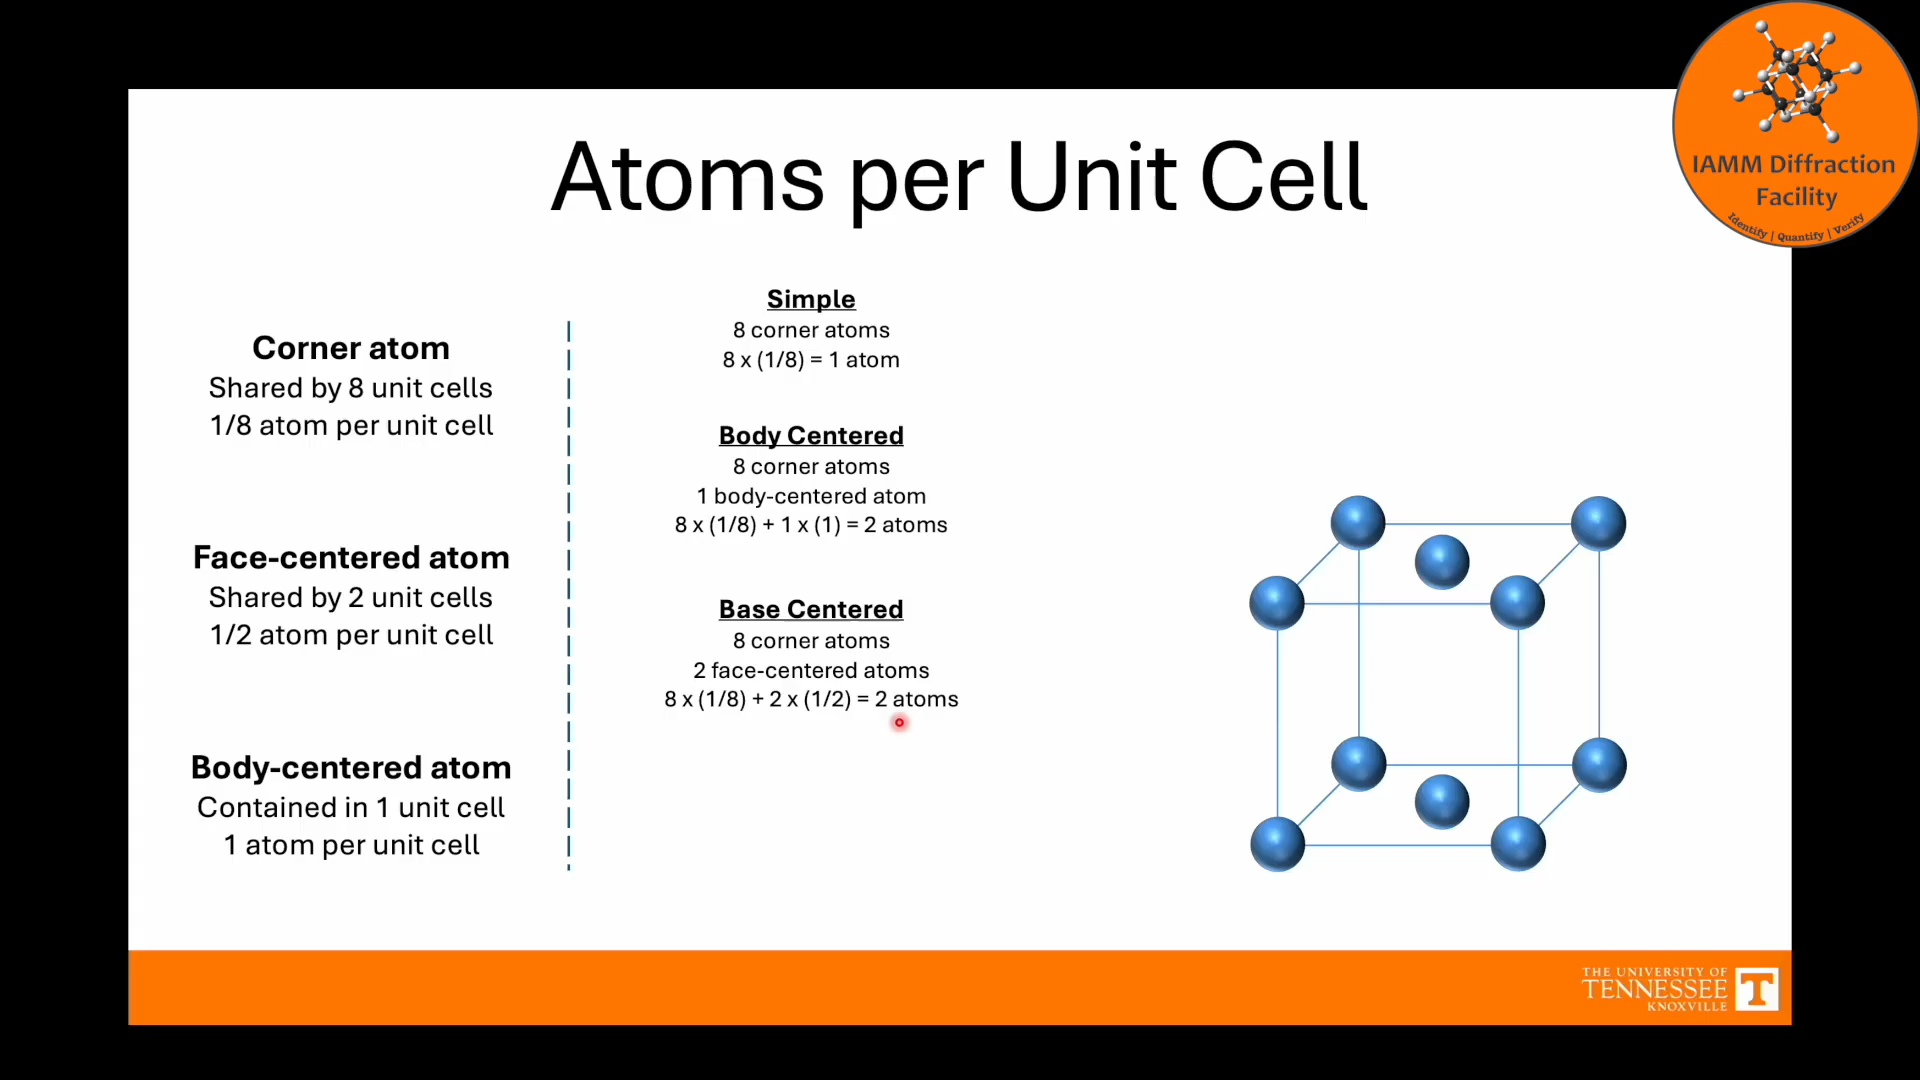 Atoms per Unit Cell
IAMM Diffraction
Facility
Identify | Quantify | Verify
Corner atom
Shared by 8 unit cells
1/8 atom per unit cell
Face-centered atom
Shared by 2 unit cells
1/2 atom per unit cell
Body-centered atom
Contained in 1 unit cell
1 atom per unit cell
Simple
8 corner atoms
8 x (1/8) = 1 atom
Body Centered
8 corner atoms
1 body-centered atom
8 x (1/8) + 1 x (1) = 2 atoms
Base Centered
8 corner atoms
2 face-centered atoms
8 x (1/8) + 2 x (1/2) = 2 atoms
THE UNIVERSITY OF
TENNESSEE
KNOXVILLE
T